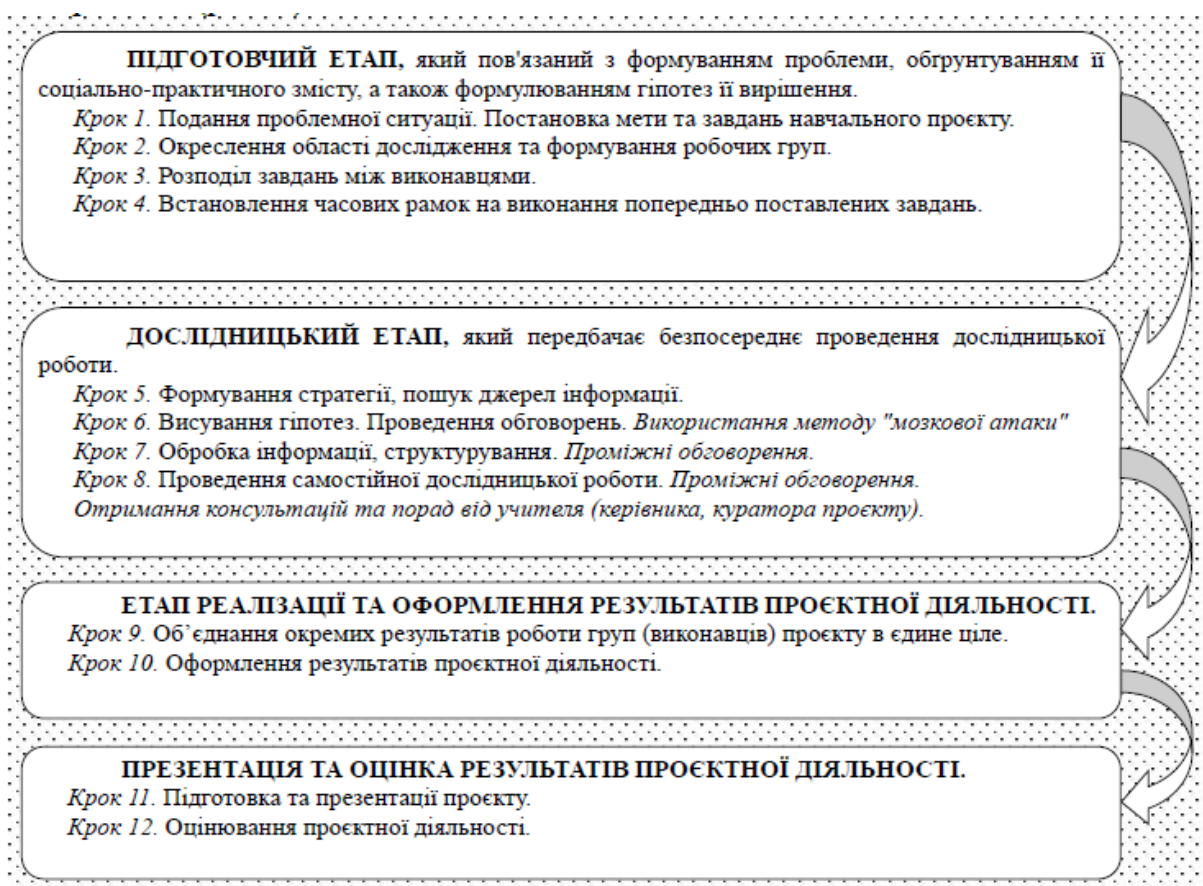 ПІДГОТОВЧИЙ ЕТАП, який пов'язаний з формуванням проблеми, обґрунтуванням її
соціально-практичного змісту, а також формулюванням гіпотез її вирішення.
Крок 1. Подання проблемної ситуації. Постановка мети та завдань навчального проєкту.
Крок 2. Окреслення області дослідження та формування робочих груп.
Крок 3. Розподіл завдань між виконавцями.
Крок 4. Встановлення часових рамок на виконання попередньо поставлених завдань.
ДОСЛІДНИЦЬКИЙ ЕТАП, який передбачає безпосереднє проведення дослідницької
роботи.
Крок 5. Формування стратегії, пошук джерел інформації.
Крок 6. Висування гіпотез. Проведення обговорень. Використання методу "мозкової атаки"
Крок 7. Обробка інформації, структурування. Проміжні обговорення.
Крок 8. Проведення самостійної дослідницької роботи. Проміжні обговорення.
Отримання консультацій та порад від учителя (керівника, куратора проєкту).
ЕТАП РЕАЛІЗАЦІЇ ТА ОФОРМЛЕННЯ РЕЗУЛЬТАТІВ ПРОЄКТНОЇ ДІЯЛЬНОСТІ.
Крок 9. Об’єднання окремих результатів роботи груп (виконавців) проєкту в єдине ціле.
Крок 10. Оформлення результатів проєктної діяльності.
ПРЕЗЕНТАЦІЯ ТА ОЦІНКА РЕЗУЛЬТАТІВ ПРОЄКТНОЇ ДІЯЛЬНОСТІ.
Крок 11. Підготовка та презентації проєкту.
Крок 12. Оцінювання проєктної діяльності.